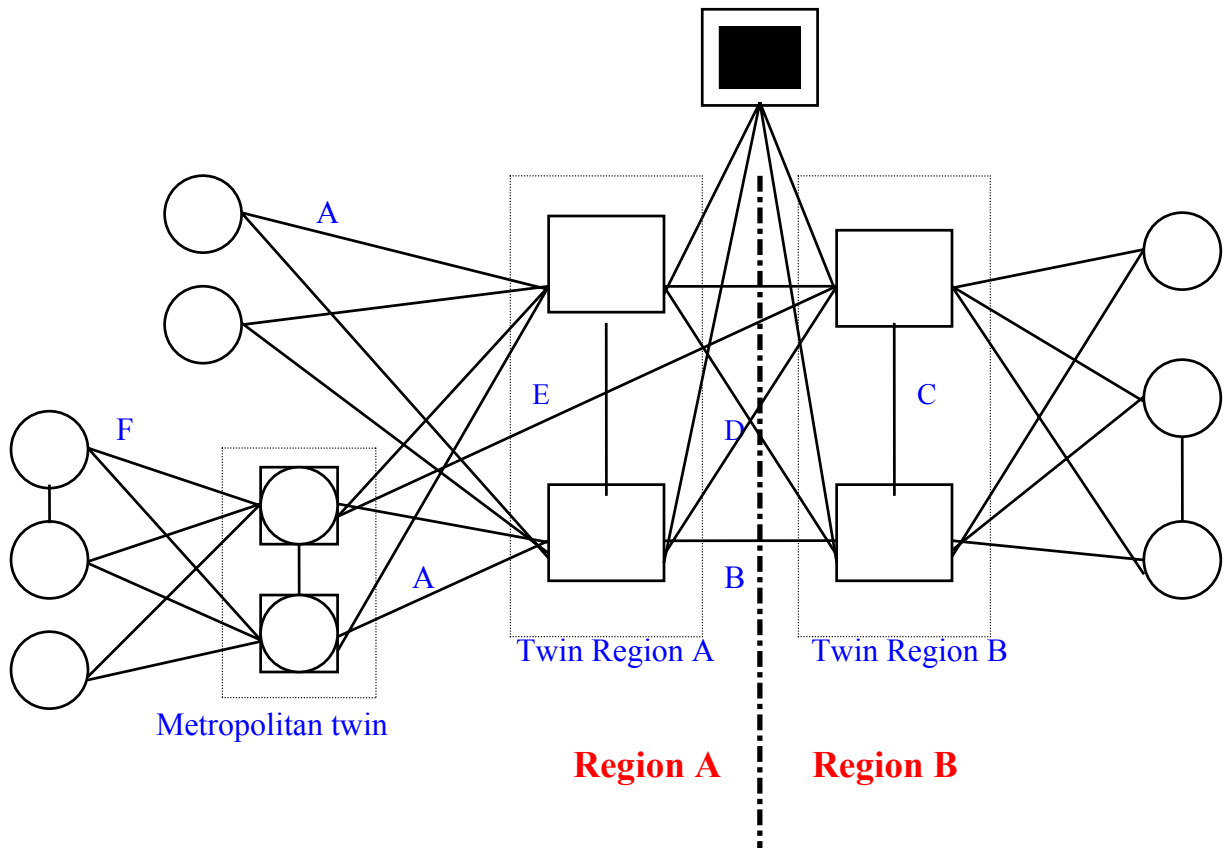 A
E
C
F
D
A
B
Twin Region A
Twin Region B
Metropolitan twin
Region A
Region B